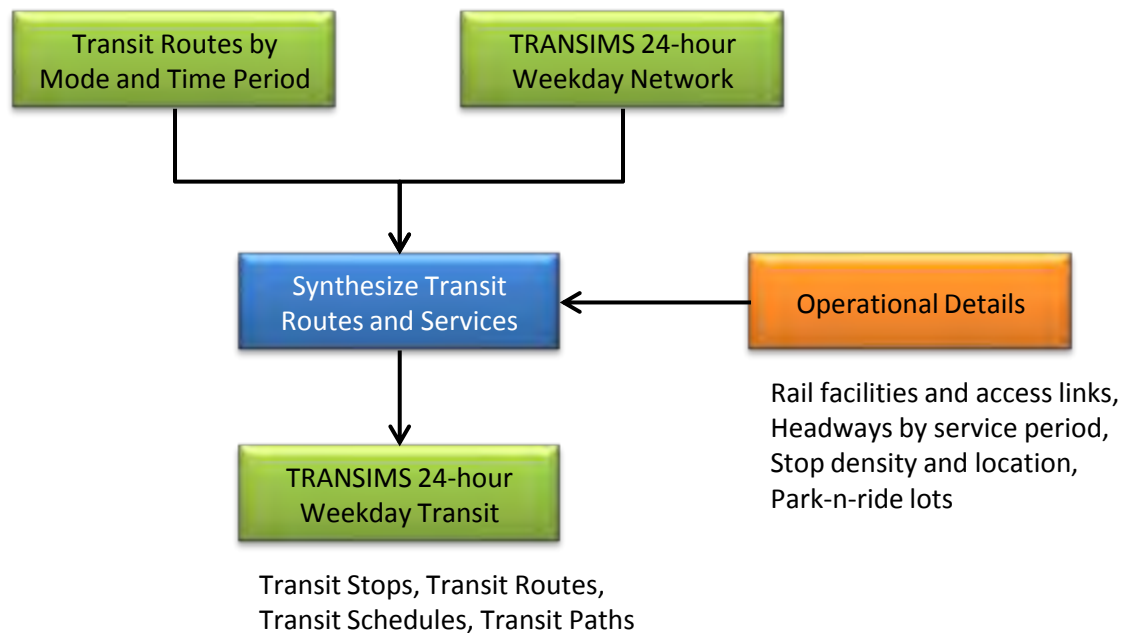 Transit Routes by
Mode and Time Period
TRANSIMS 24-hour
Weekday Network
Synthesize Transit
Routes and Services
Operational Details
Rail facilities and access links,
Headways by service period,
Stop density and location,
Park-n-ride lots
TRANSIMS 24-hour
Weekday Transit
Transit Stops, Transit Routes,
Transit Schedules, Transit Paths